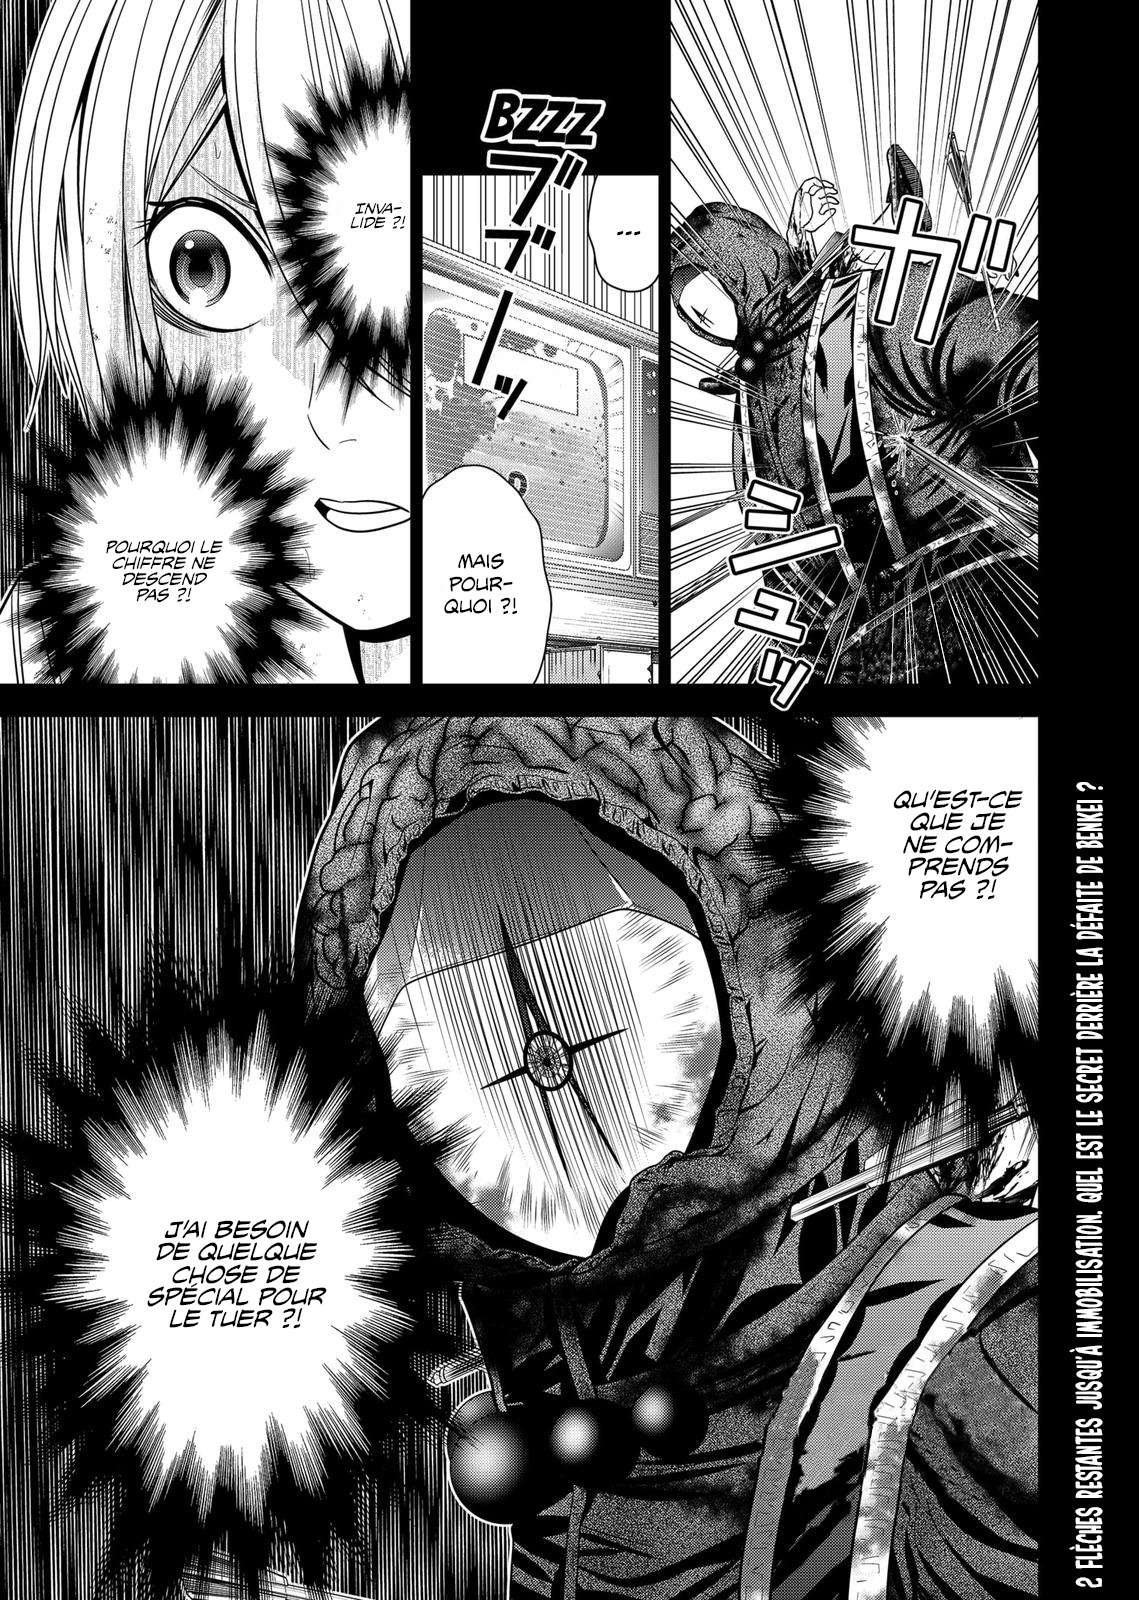 ガ
シュッ
BZZZ
ブブブッ
...
MAIS
POUR-
QUOI ?!
INVA-
LIDE ?!
POURQUOI LE
CHIFFRE NE
DESCEND
PAS ?!
QU'EST-CE
QUE JE
NE COM-
PRENDS
PAS ?!
J'AI BESOIN
DE QUELQUE
CHOSE DE
SPÉCIAL POUR
LE TUER ?!
2 FLÈCHES RESTANTES JUSQU'À IMMOBILISATION. QUEL EST LE SECRET DERRIÈRE LA DÉFAITE DE BENKEI ?